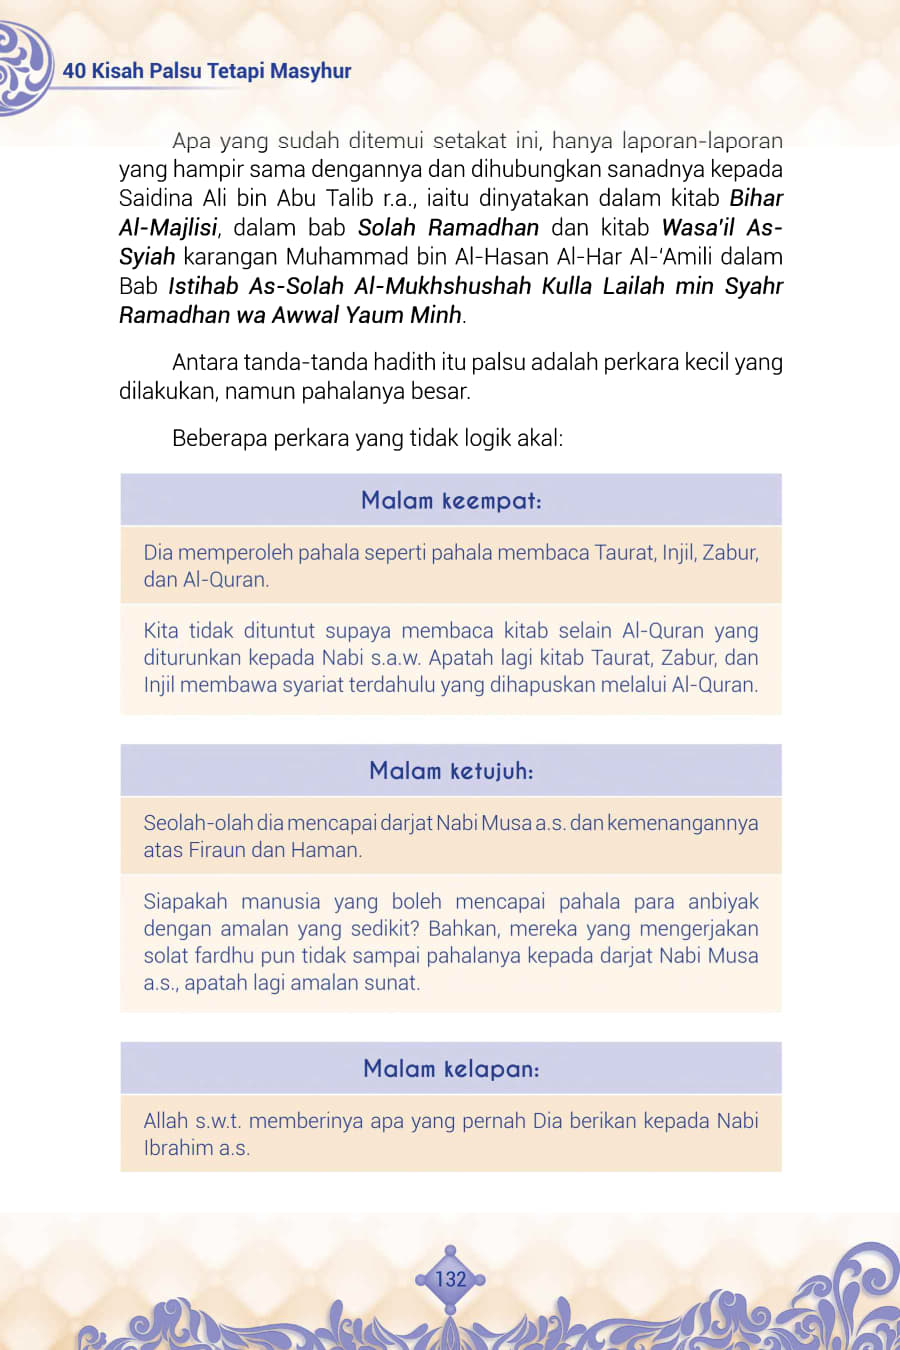 40 Kisah Palsu Tetapi Masyhur
Apa yang sudah ditemui setakat ini, hanya laporan-laporan
yang hampir sama dengannya dan dihubungkan sanadnya kepada
Saidina Ali bin Abu Talib r.a., iaitu dinyatakan dalam kitab Bihar
Al-Majlisi, dalam bab Solah Ramadhan dan kitab Wasa'il As-
Syiah karangan Muhammad bin Al-Hasan Al-Har Al-‘Amili dalam
Bab Istihab As-Solah Al-Mukhshushah Kulla Lailah min Syahr
Ramadhan wa Awwal Yaum Minh.
Antara tanda-tanda hadith itu palsu adalah perkara kecil yang
dilakukan, namun pahalanya besar.
Beberapa perkara yang tidak logik akal:
Malam keempat:
Dia memperoleh pahala seperti pahala membaca Taurat, Injil, Zabur,
dan Al-Quran.
Kita tidak dituntut supaya membaca kitab selain Al-Quran yang
diturunkan kepada Nabi s.a.w. Apatah lagi kitab Taurat, Zabur, dan
Injil membawa syariat terdahulu yang dihapuskan melalui Al-Quran.
Malam ketujuh:
Seolah-olah dia mencapai darjat Nabi Musa a.s. dan kemenangannya
atas Firaun dan Haman.
Siapakah manusia yang boleh mencapai pahala para anbiyak
dengan amalan yang sedikit? Bahkan, mereka yang mengerjakan
solat fardhu pun tidak sampai pahalanya kepada darjat Nabi Musa
a.s., apatah lagi amalan sunat.
Malam kelapan:
Allah s.w.t. memberinya apa yang pernah Dia berikan kepada Nabi
Ibrahim a.s.
132